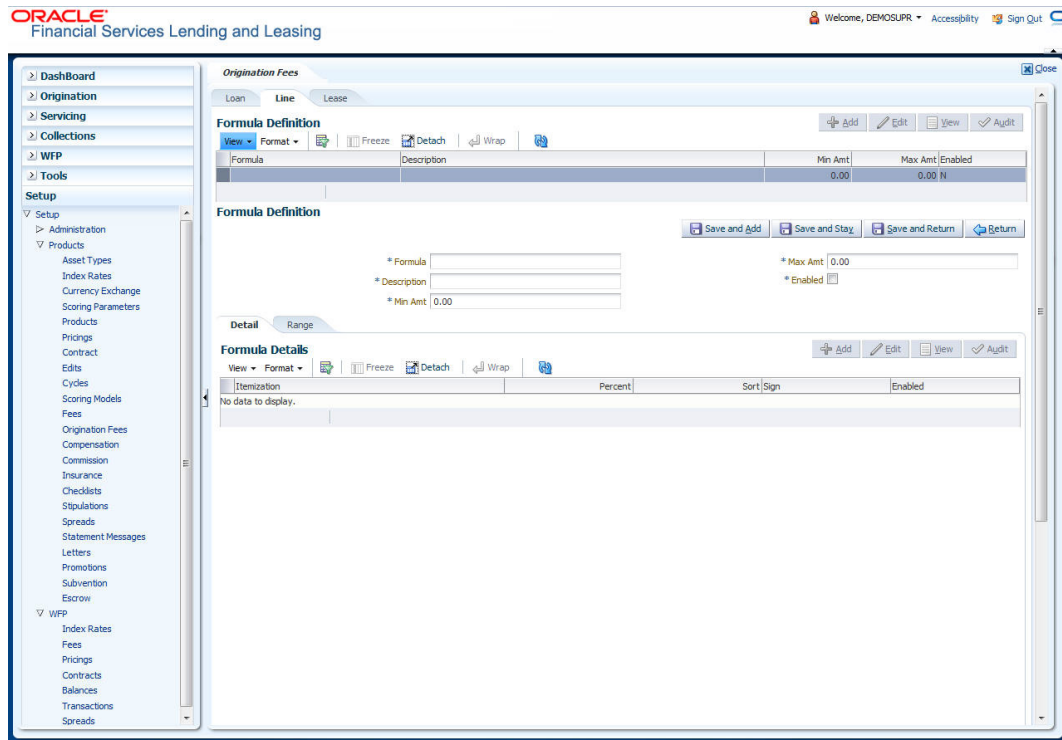 ORACLE®
Financial Services Lending and Leasing
Welcome, DEMOSUPR Accessibility Sign Out
DashBoard
Origination
Servicing
Collections
WFP
Tools
Setup
Setup
Administration
Products
Asset Types
Index Rates
Currency Exchange
Scoring Parameters
Products
Pricings
Contract
Edits
Cycles
Scoring Models
Fees
Origination Fees
Compensation
Commission
Insurance
Checklists
Stipulations
Spreads
Statement Messages
Letters
Promotions
Subvention
Escrow
WFP
Index Rates
Fees
Pricings
Contracts
Balances
Transactions
Spreads
Origination Fees
Close
Loan Line Lease
Formula Definition
Add Edit View Audit
View Format Freeze Detach Wrap
Formula Description Min Amt Max Amt Enabled
0.00 0.00 N
Formula Definition
Save and Add Save and Stay Save and Return Return
* Formula
* Description
* Min Amt 0.00
* Max Amt 0.00
* Enabled
Detail Range
Formula Details
Add Edit View Audit
View Format Freeze Detach Wrap
Itemization Percent Sort Sign Enabled
No data to display.